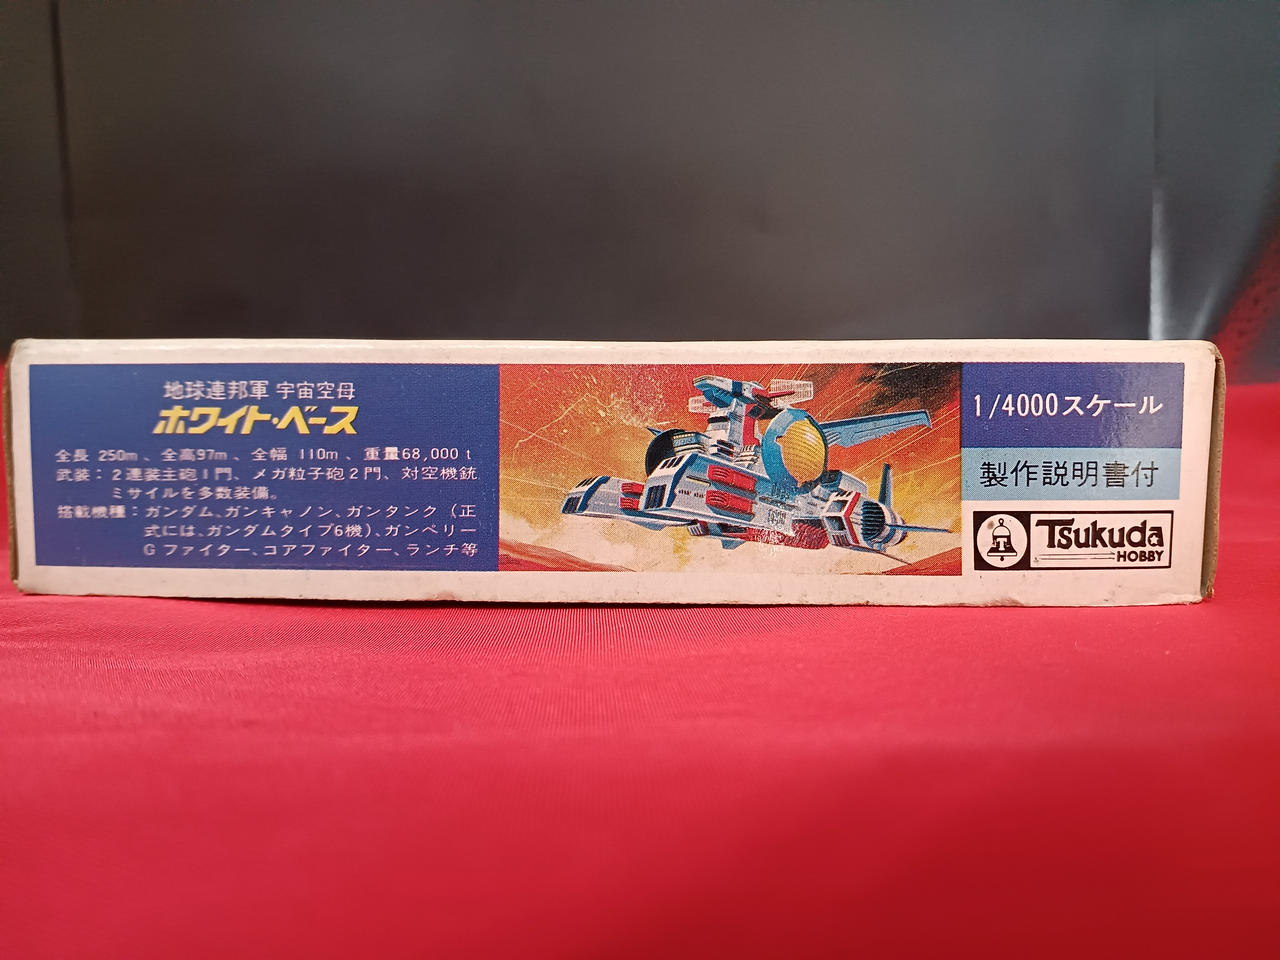 地球連邦軍 宇宙空母
ホワイト・ベース
全長 250m、全高97m、全幅 110m、重量68,000t
武装：2連装主砲1門、メガ粒子砲2門、対空機銃
ミサイルを多数装備。
搭載機種：ガンダム、ガンキャノン、ガンタンク（正
式には、ガンダムタイプ6機）、ガンペリー
Gファイター、コアファイター、ランチ等
1/4000スケール
製作説明書付
T
Tsukuda
HOBBY